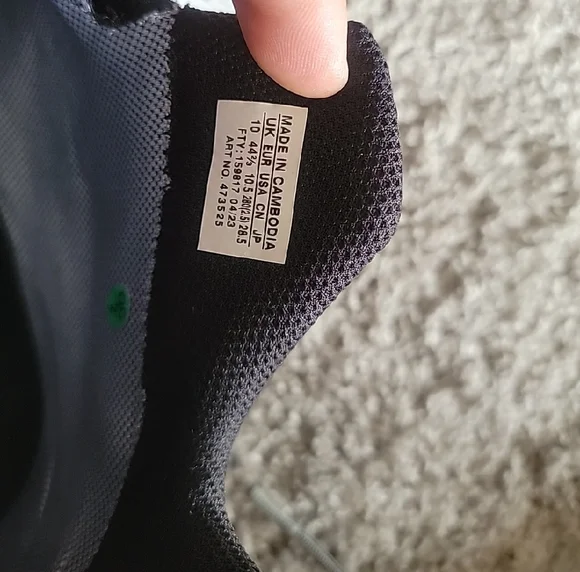 MADE IN CAMBODIA
UK EUR USA CN JP
10 44⅔ 10.5 280(2.5) 28.5
FTY:159817 04/23
ART NO. 473525